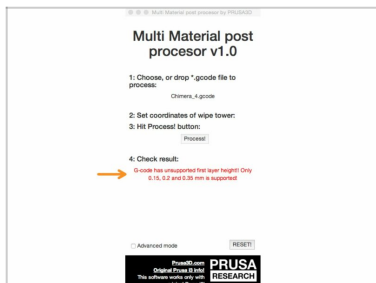 Multi Material post procesor by PRUSA3D
Multi Material post
procesor v1.0
1: Choose, or drop *.gcode file to
process:
Chimera_4.gcode
2: Set coordinates of wipe tower:
3: Hit Process! button:
Process!
4: Check result:
G-code has unsupported first layer height!! Only
0.15, 0.2 and 0.35 mm is supported!
Advanced mode
RESET!
Prusa3D.com
Original Prusa i3 info!
This software works only with
PRUSA
RESEARCH